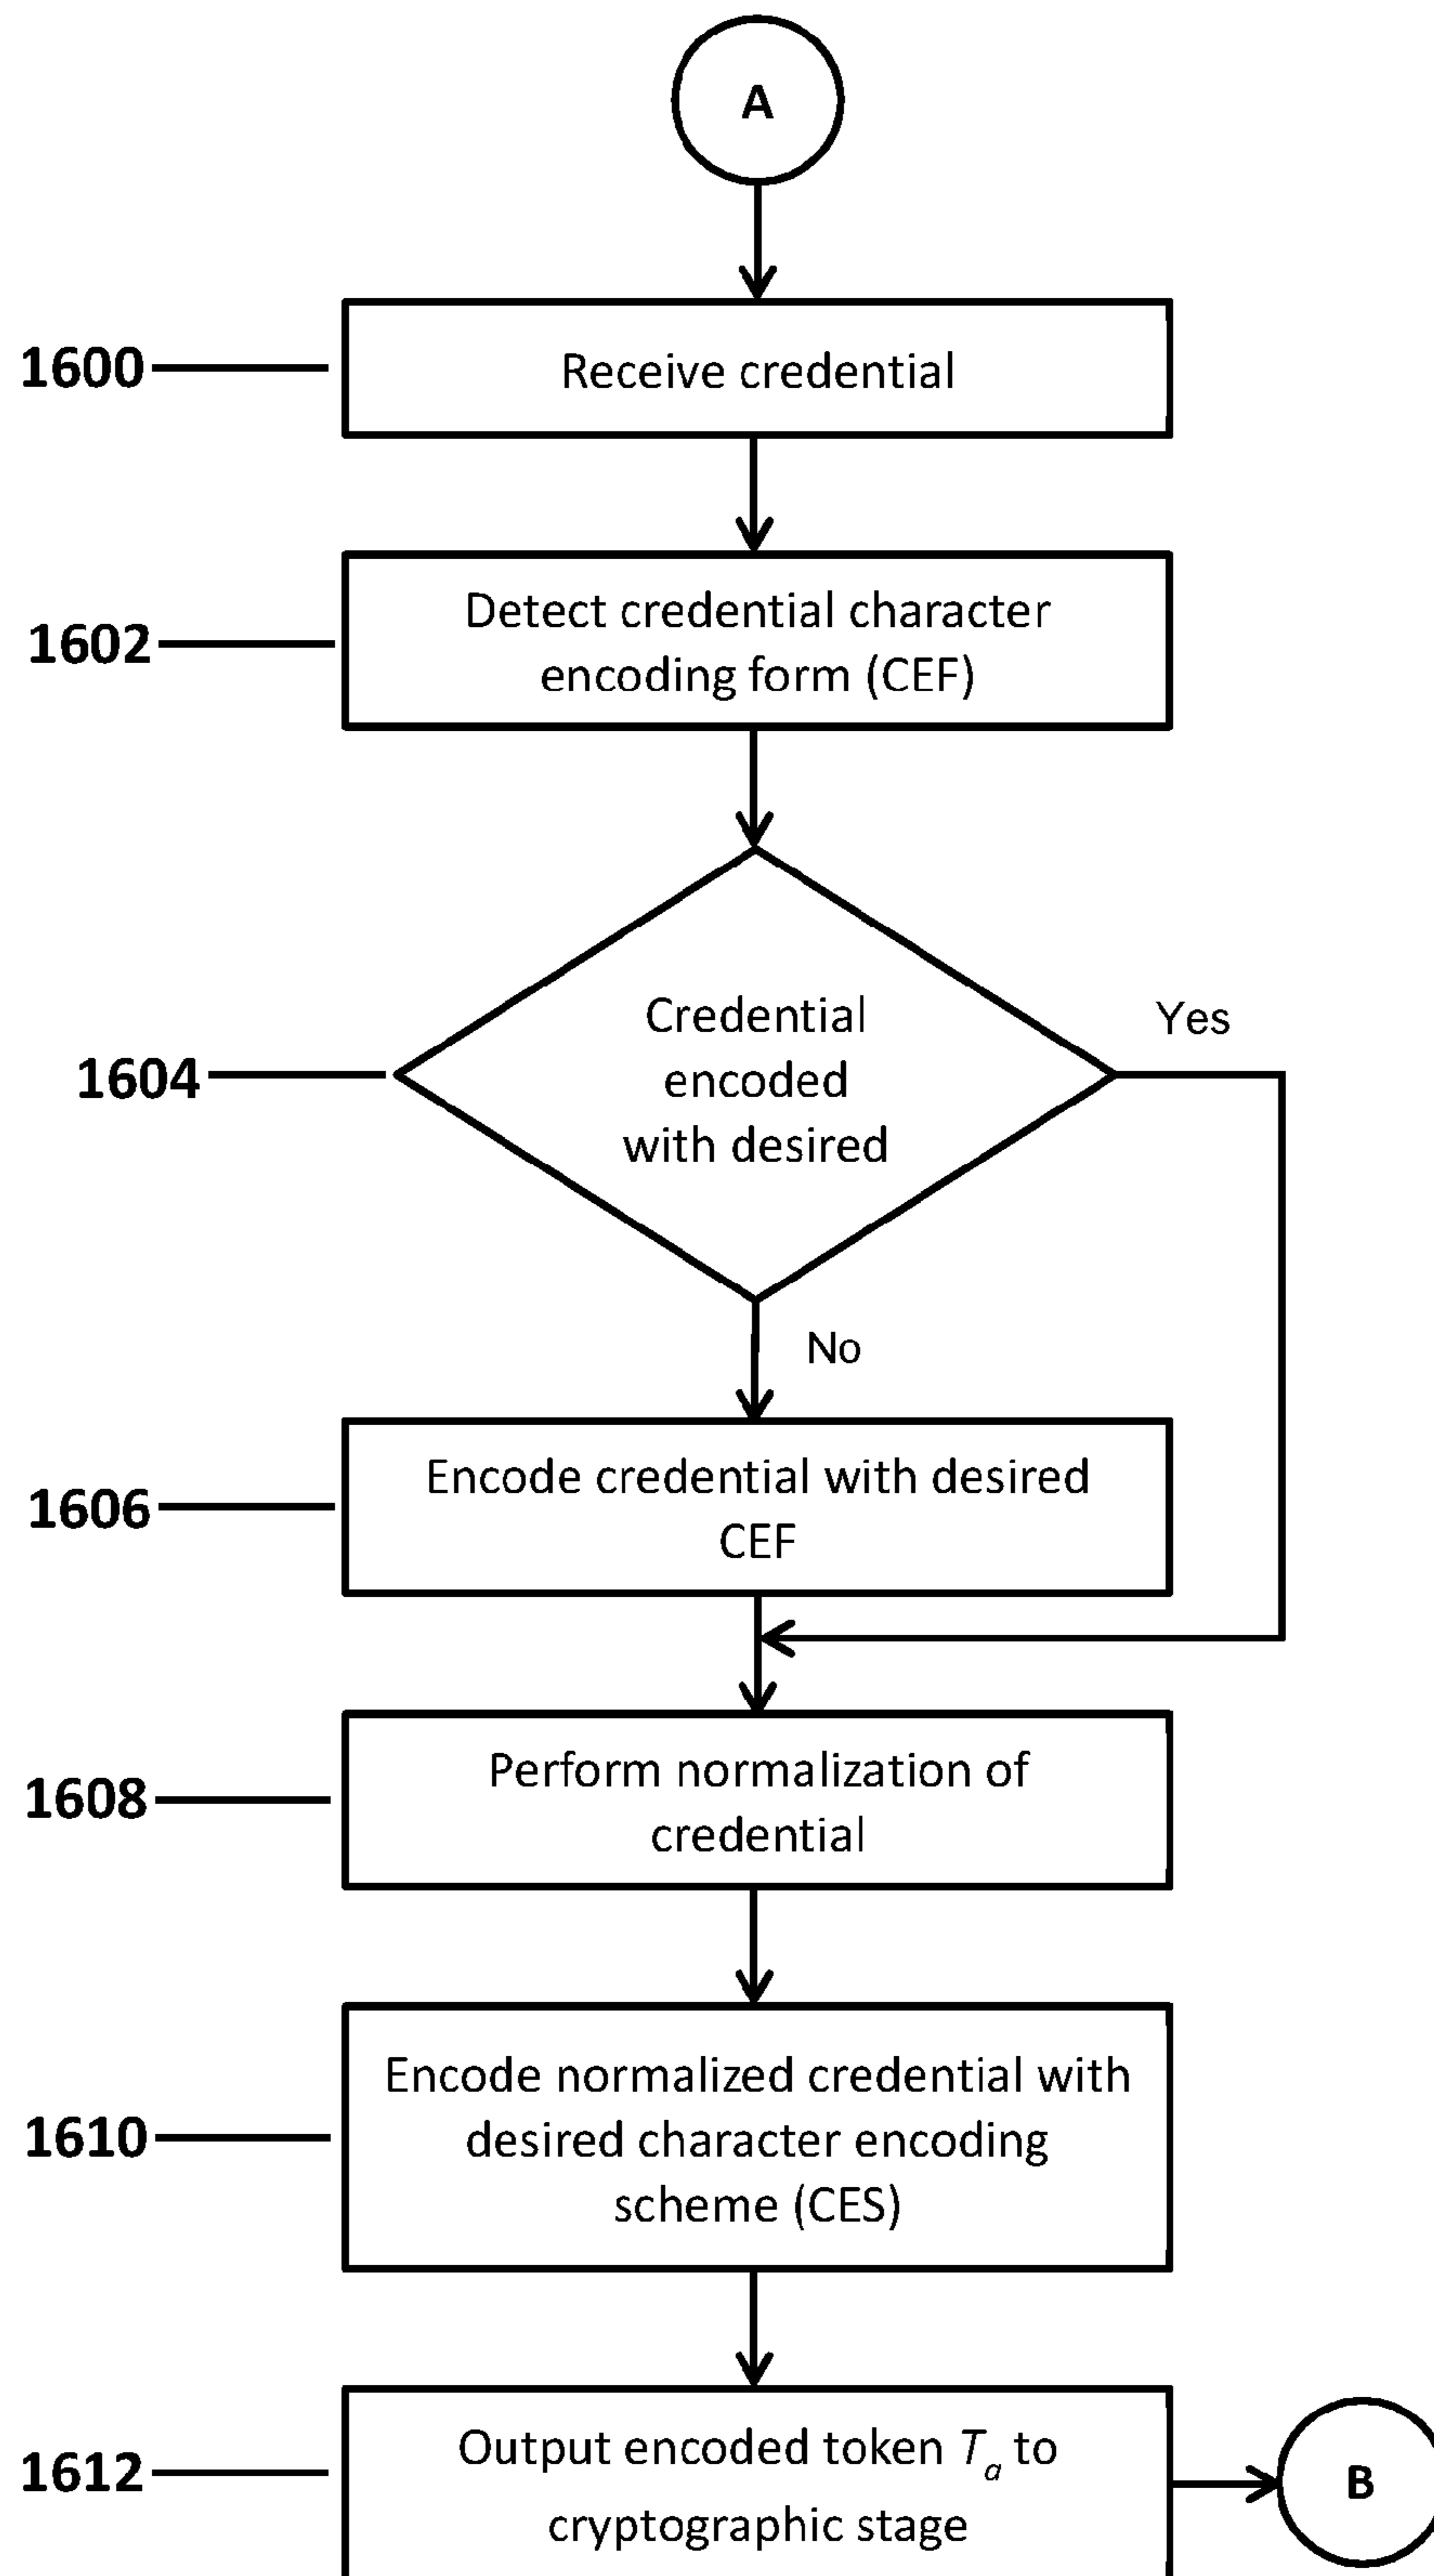 A
1600
Receive credential
1602
Detect credential character
encoding form (CEF)
1604
Credential
encoded
with desired
Yes
No
1606
Encode credential with desired
CEF
1608
Perform normalization of
credential
1610
Encode normalized credential with
desired character encoding
scheme (CES)
1612
Output encoded token Ta to
cryptographic stage
B